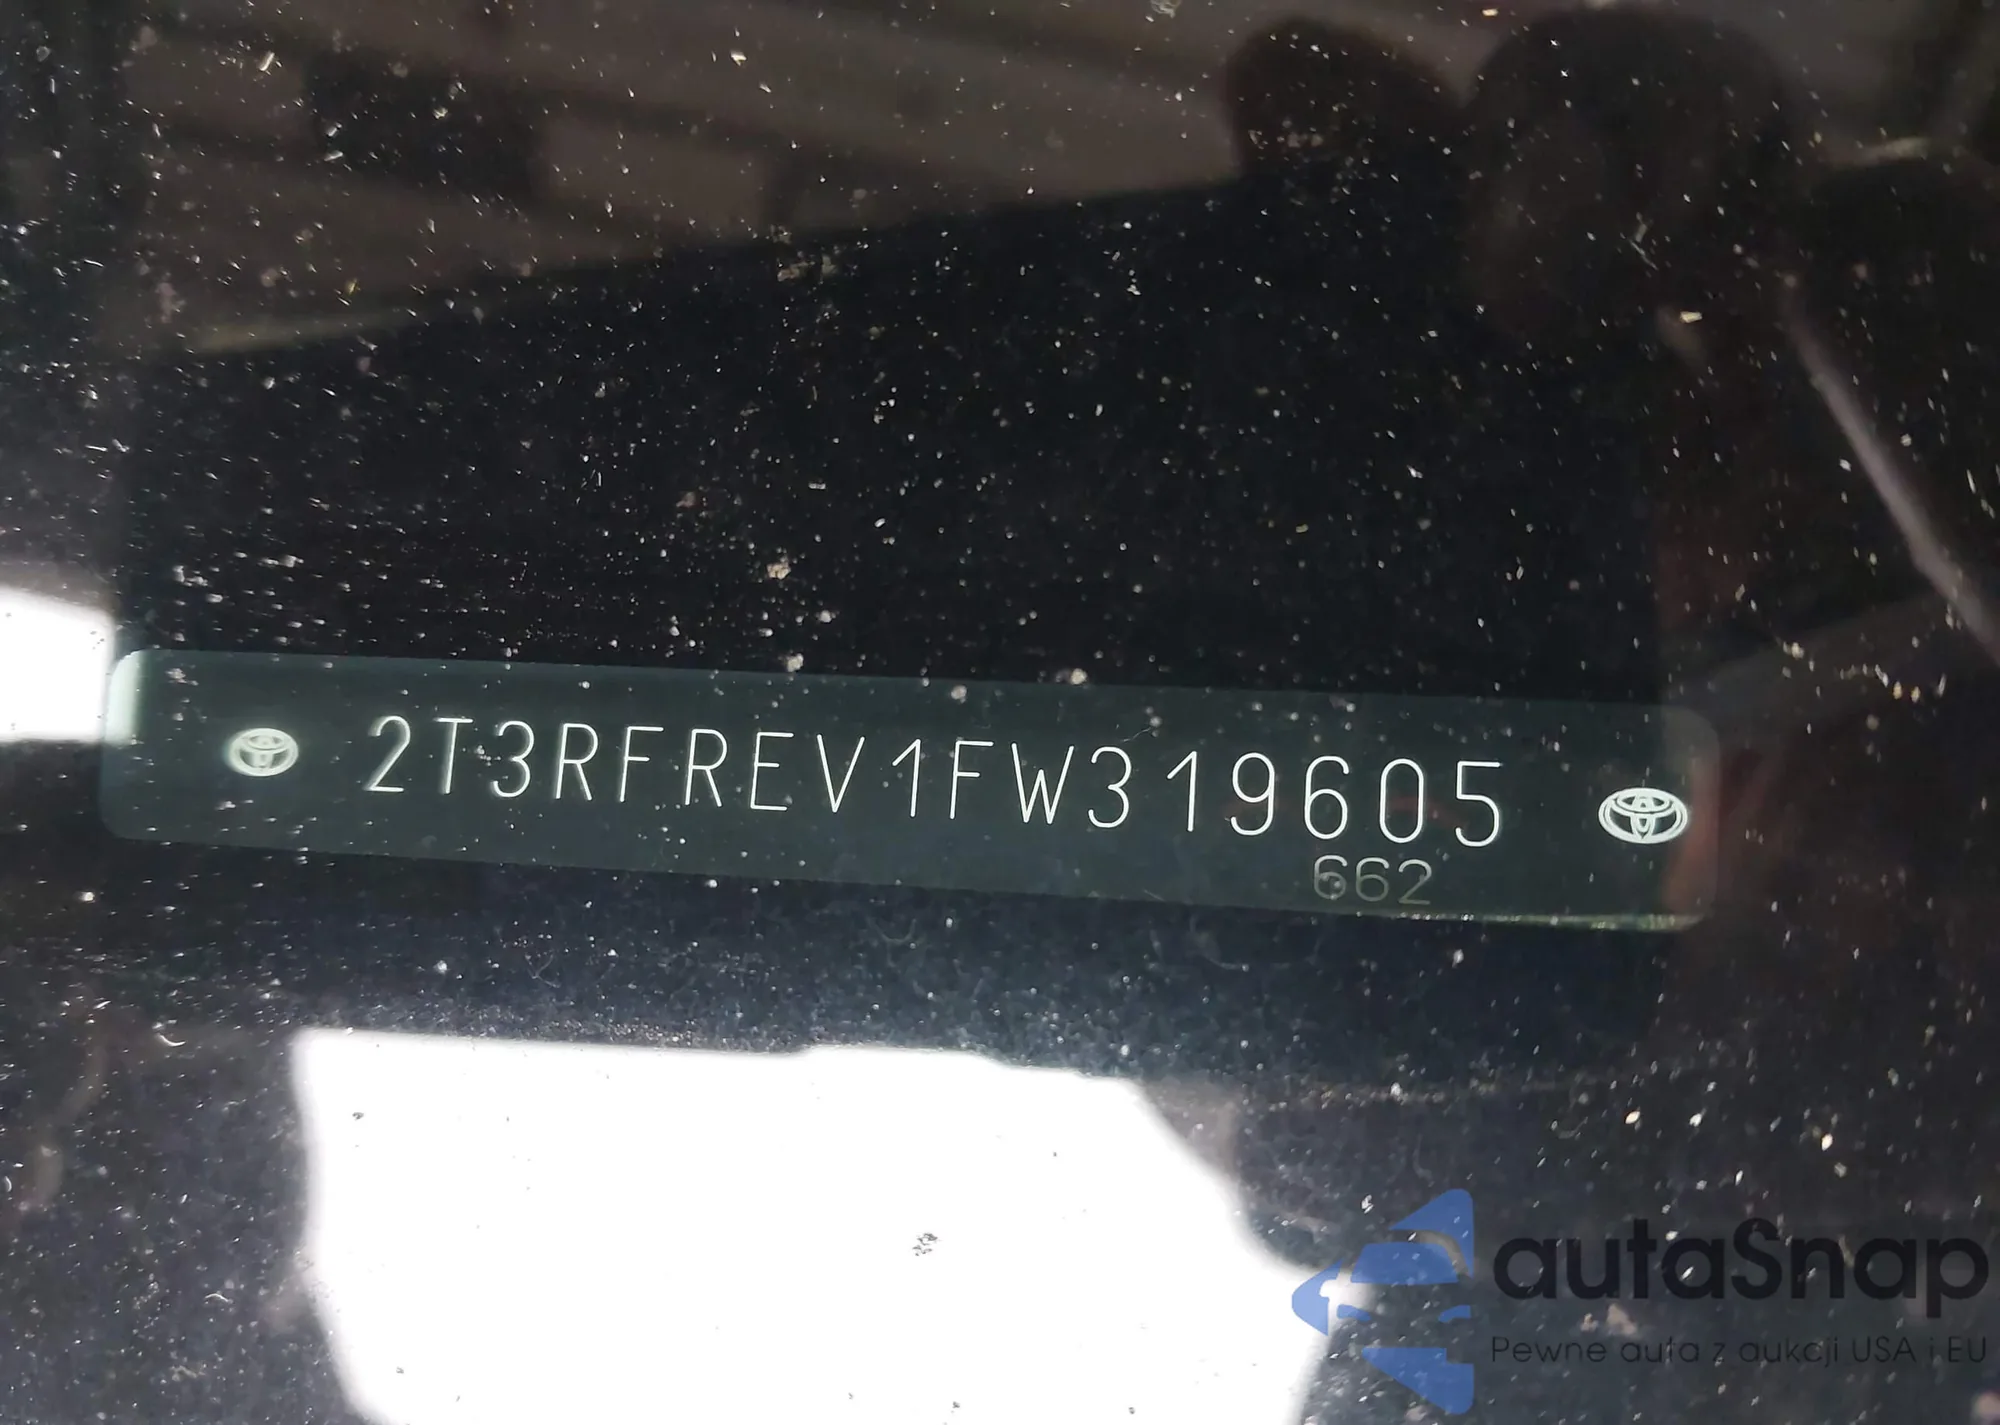 2T3RFREV1FW319605
662
autaSnap
Pewne auta z aukcji USA i EU